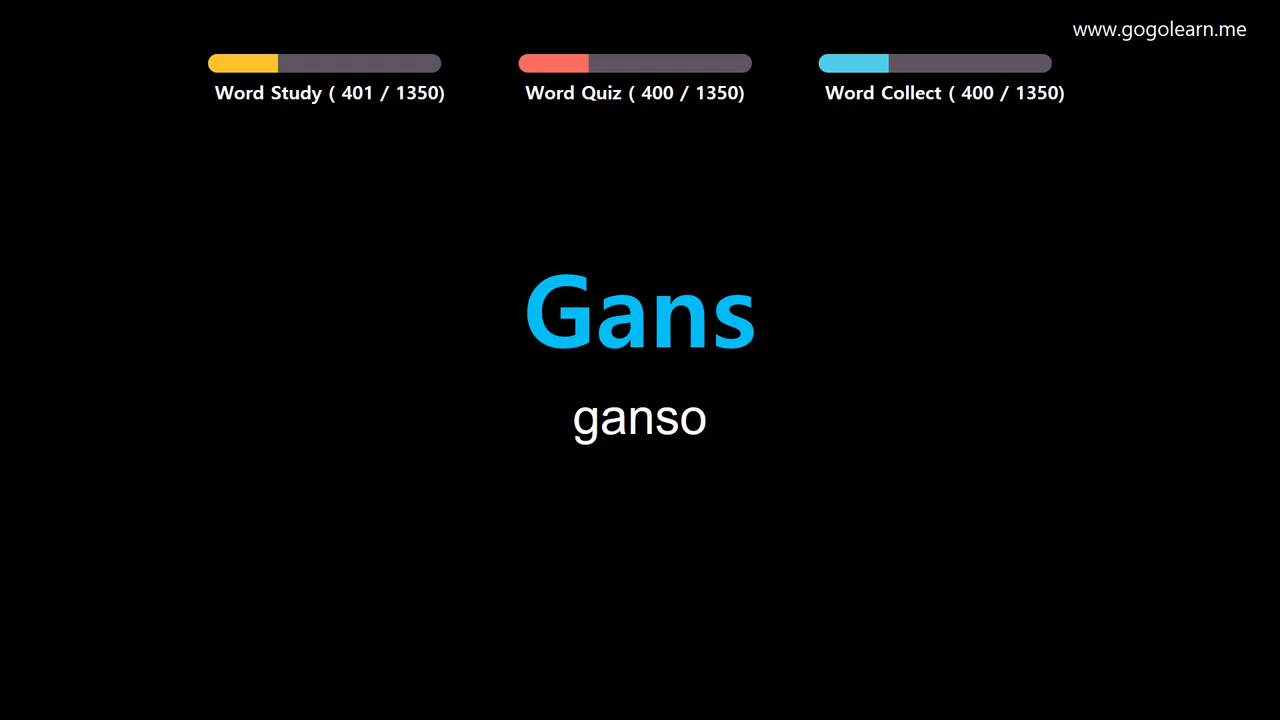 www.gogolearn.me
Word Study ( 401 / 1350)
Word Quiz ( 400 / 1350)
Word Collect ( 400 / 1350)
Gans
ganso